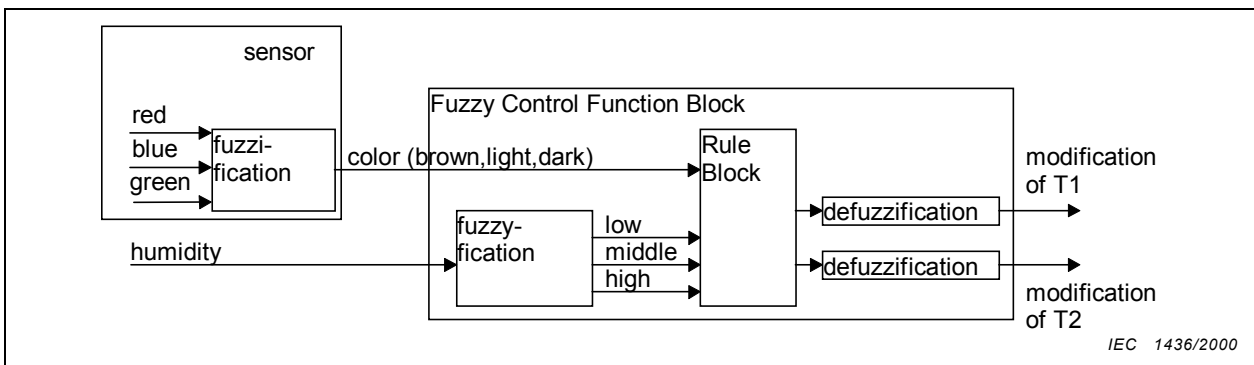 sensor
Fuzzy Control Function Block
red
blue
green
fuzzi-
fication
color (brown,light,dark)
Rule
Block
modification
of T1
defuzzification
humidity
fuzzy-
fication
low
middle
high
defuzzification
modification
of T2
IEC 1436/2000